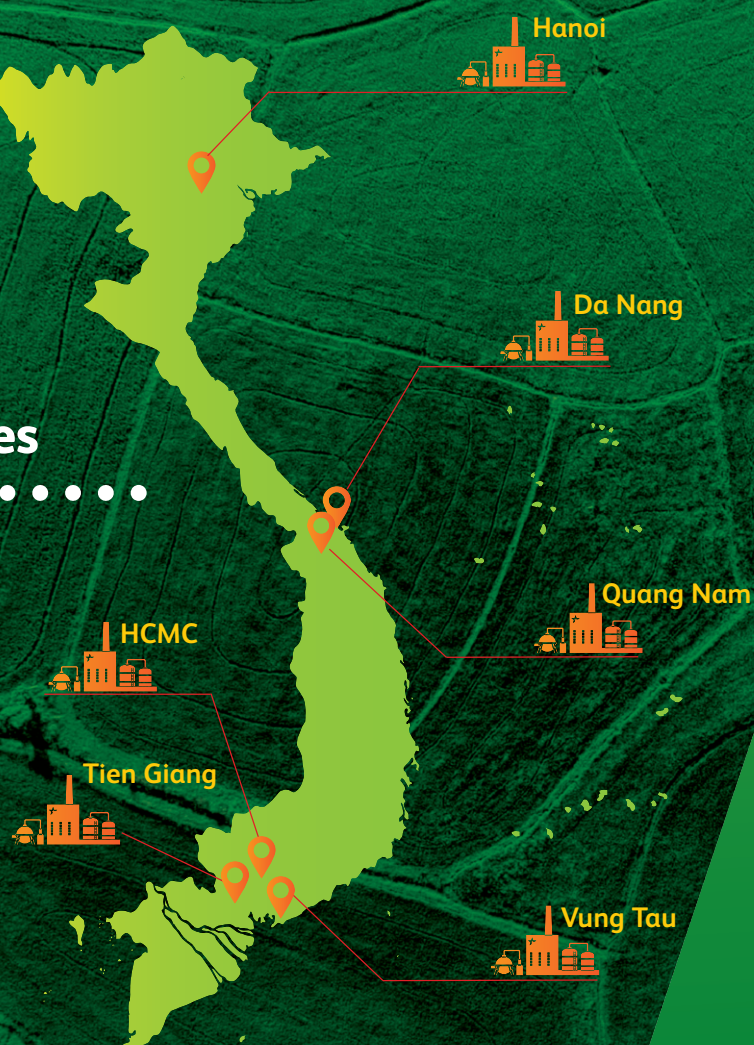 Hanoi
Da Nang
es
Quang Nam
HCMC
Tien Giang
Vung Tau